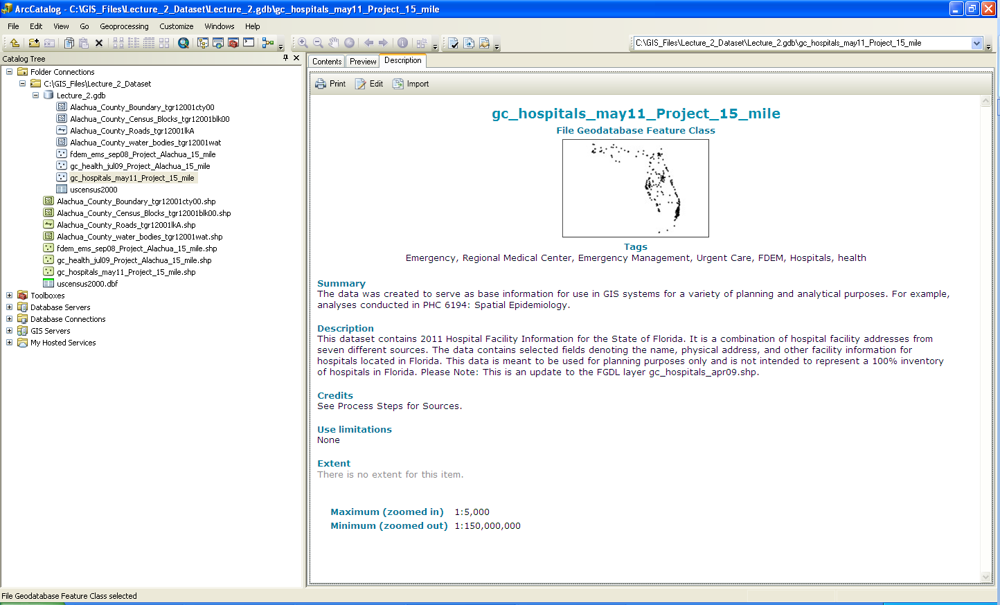 ArcCatalog - C:\GIS_Files\Lecture_2_Dataset\Lecture_2.gdb\gc_hospitals_may11_Project_15_mile
File Edit View Go Geoprocessing Customize Windows Help
C:\GIS_Files\Lecture_2_Dataset\Lecture_2.gdb\gc_hospitals_may11_Project_15_mile
Catalog Tree
Folder Connections
C:\GIS_Files\Lecture_2_Dataset
Lecture_2.gdb
Alachua_County_Boundary_tgr12001cty00
Alachua_County_Census_Blocks_tgr12001blk00
Alachua_County_Roads_tgr12001lkA
Alachua_County_water_bodies_tgr12001wat
fdem_ems_sep08_Project_Alachua_15_mile
gc_health_jul09_Project_Alachua_15_mile
gc_hospitals_may11_Project_15_mile
uscensus2000
Alachua_County_Boundary_tgr12001cty00.shp
Alachua_County_Census_Blocks_tgr12001blk00.shp
Alachua_County_Roads_tgr12001lkA.shp
Alachua_County_water_bodies_tgr12001wat.shp
fdem_ems_sep08_Project_Alachua_15_mile.shp
gc_health_jul09_Project_Alachua_15_mile.shp
gc_hospitals_may11_Project_15_mile.shp
uscensus2000.dbf
Toolboxes
Database Servers
Database Connections
GIS Servers
My Hosted Services
Contents Preview Description
Print Edit Import
gc_hospitals_may11_Project_15_mile
File Geodatabase Feature Class
Tags
Emergency, Regional Medical Center, Emergency Management, Urgent Care, FDEM, Hospitals, health
Summary
The data was created to serve as base information for use in GIS systems for a variety of planning and analytical purposes. For example,
analyses conducted in PHC 6194: Spatial Epidemiology.
Description
This dataset contains 2011 Hospital Facility Information for the State of Florida. It is a combination of hospital facility addresses from
seven different sources. The data contains selected fields denoting the name, physical address, and other facility information for
hospitals located in Florida. This data is meant to be used for planning purposes only and is not intended to represent a 100% inventory
of hospitals in Florida. Please Note: This is an update to the FGDL layer gc_hospitals_apr09.shp.
Credits
See Process Steps for Sources.
Use limitations
None
Extent
There is no extent for this item.
Maximum (zoomed in) 1:5,000
Minimum (zoomed out) 1:150,000,000
File Geodatabase Feature Class selected